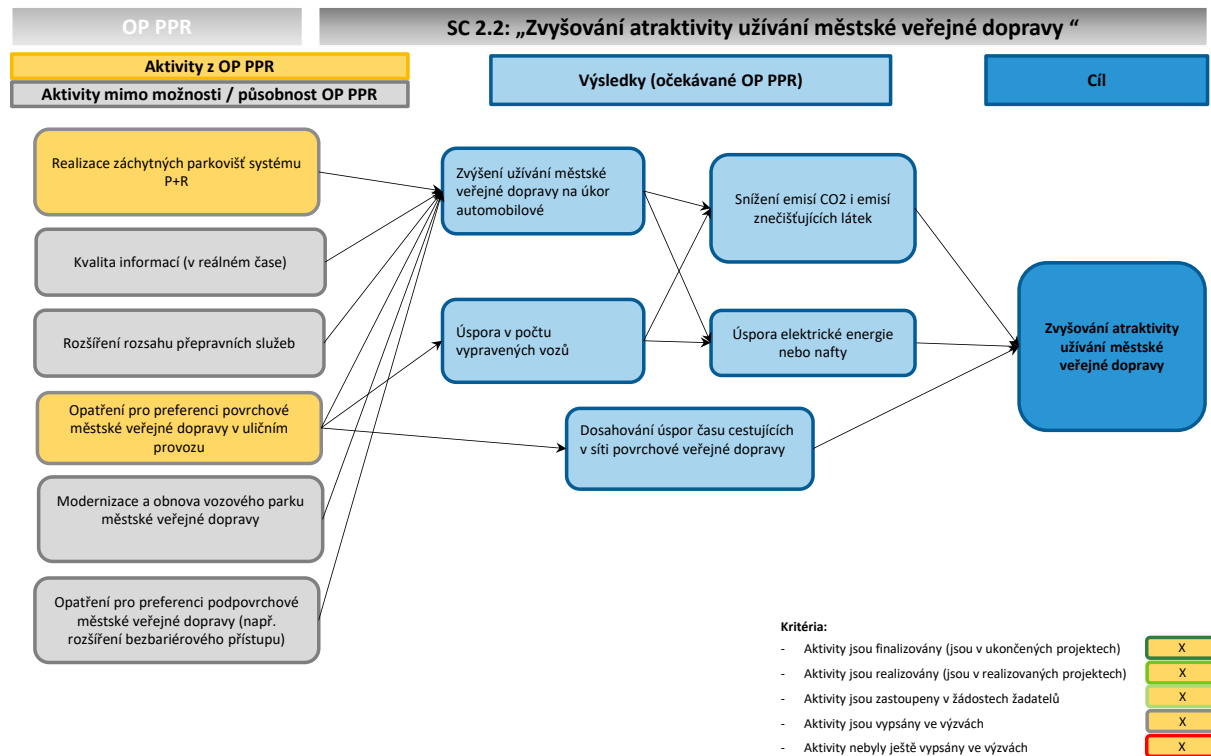 OP PPR
SC 2.2: „Zvyšování atraktivity užívání městské veřejné dopravy “
Aktivity z OP PPR
Aktivity mimo možnosti / působnost OP PPR
Výsledky (očekávané OP PPR)
Cíl
Realizace záchytných parkovišť systému
P+R
Kvalita informací (v reálném čase)
Rozšíření rozsahu přepravních služeb
Opatření pro preferenci povrchové
městské veřejné dopravy v uličním
provozu
Modernizace a obnova vozového parku
městské veřejné dopravy
Opatření pro preferenci podpovrchové
městské veřejné dopravy (např.
rozšíření bezbariérového přístupu)
Zvýšení užívání městské
veřejné dopravy na úkor
automobilové
Úspora v počtu
vypravených vozů
Dosahování úspor času cestujících
v síti povrchové veřejné dopravy
Snížení emisí CO2 i emisí
znečišťujících látek
Úspora elektrické energie
nebo nafty
Zvyšování atraktivity
užívání městské
veřejné dopravy
Kritéria:
- Aktivity jsou finalizovány (jsou v ukončených projektech) X
- Aktivity jsou realizovány (jsou v realizovaných projektech) X
- Aktivity jsou zastoupeny v žádostech žadatelů X
- Aktivity jsou vypsány ve výzvách X
- Aktivity nebyly ještě vypsány ve výzvách X